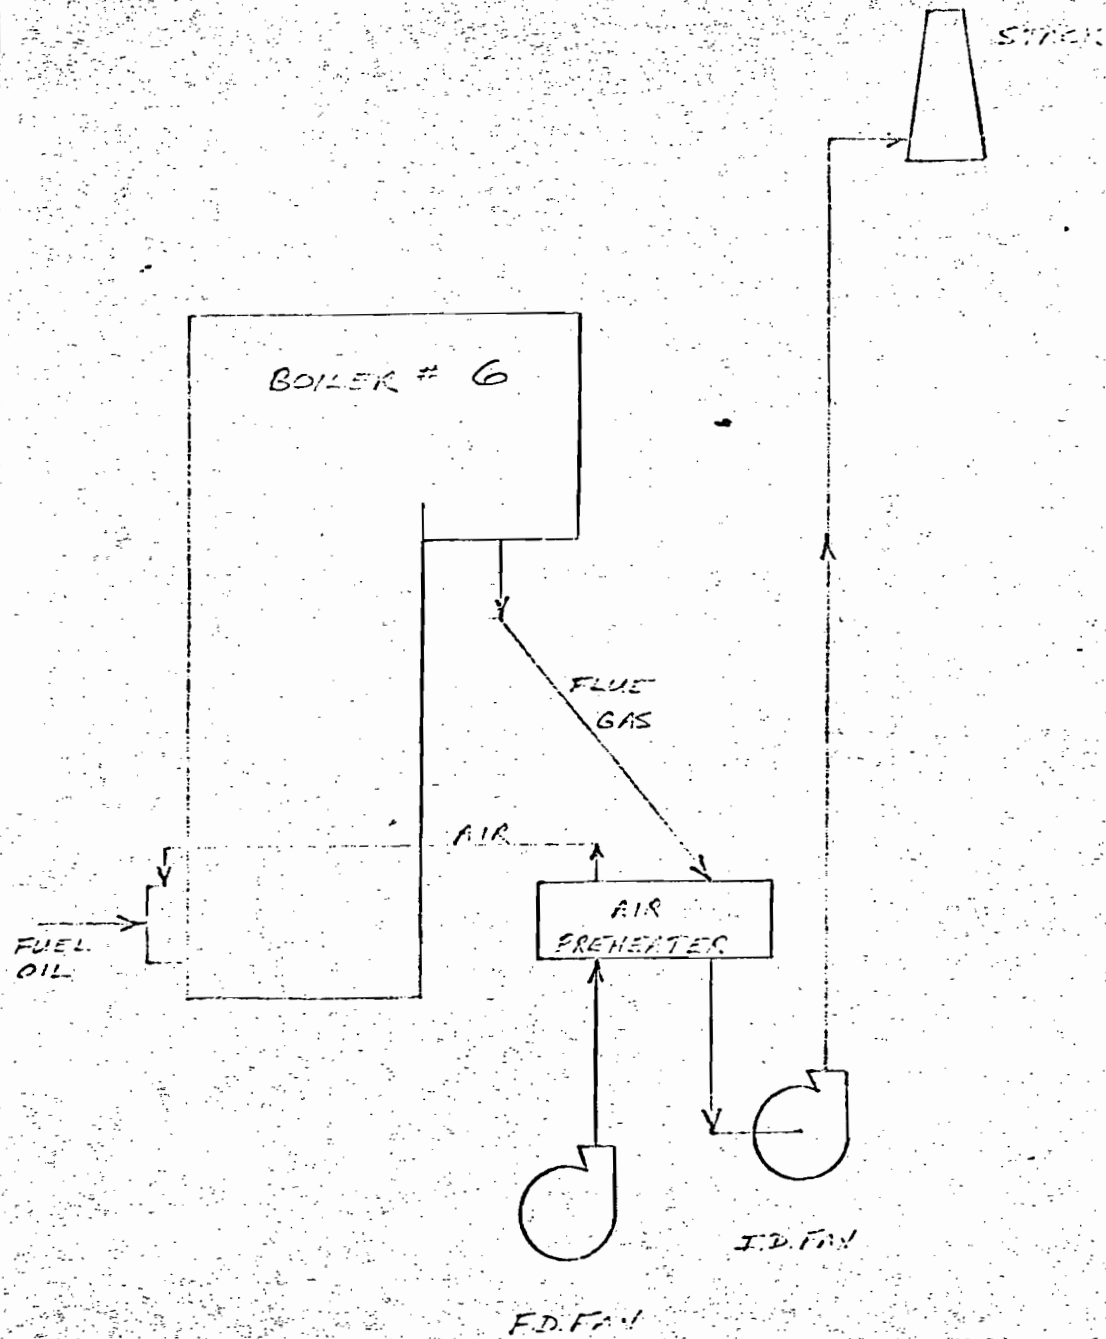 STACK
BOILER # 6
FLUE
GAS
AIR
AIR
PREHEATER
FUEL
OIL
I.D. FAN
F.D. FAN